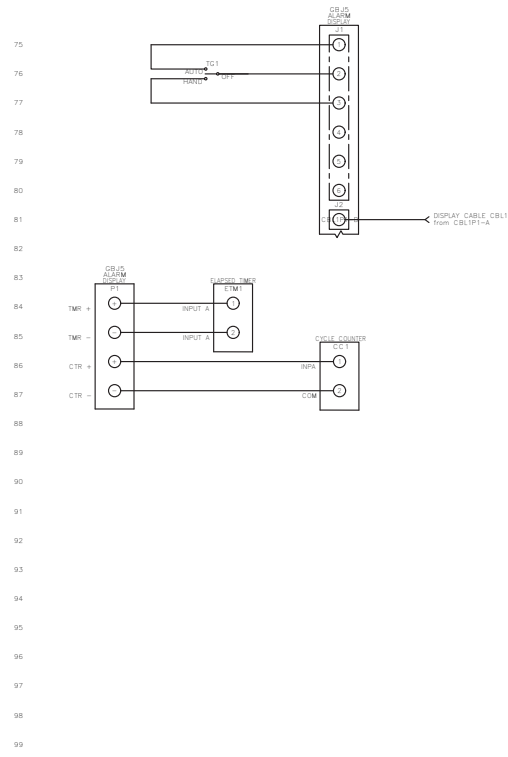 GBJ5
ALARM
DISPLAY
J1
75
1
TG1
76
AUTO
OFF
2
HAND
77
3
78
4
79
5
80
6
J2
81
DISPLAY CABLE CBL1
from CBL1P1-A
82
83
GBJ5
ALARM
DISPLAY
P1
ELAPSED TIMER
ETM1
84
TMR +
+
INPUT A
1
85
TMR -
-
INPUT A
2
CYCLE COUNTER
CC1
86
CTR +
+
INPA
1
87
CTR -
-
COM
2
88
89
90
91
92
93
94
95
96
97
98
99